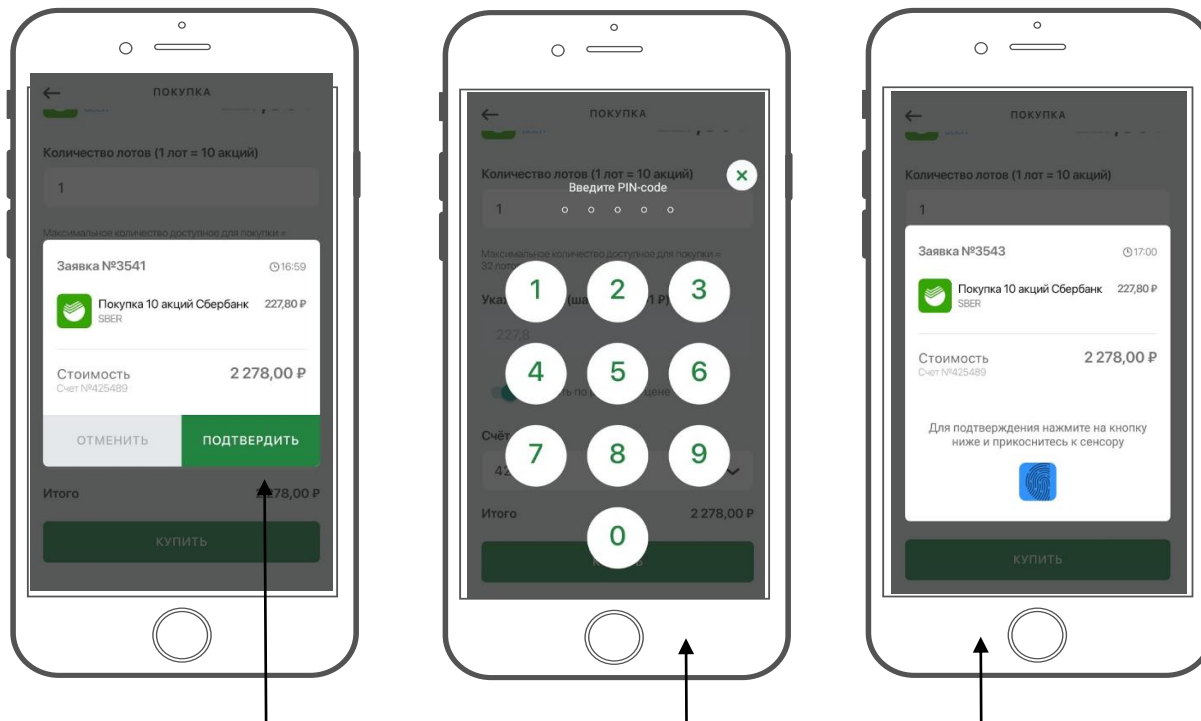 ПОКУПКА
Количество лотов (1 лот = 10 акций)
1
Максимальное количество доступное для покупки =
Заявка №3541
16:59
Покупка 10 акций Сбербанк 227,80 ₽
SBER
Стоимость 2 278,00 ₽
Счет №425489
ОТМЕНИТЬ ПОДТВЕРДИТЬ
Итого 2 278,00 ₽
КУПИТЬ
ПОКУПКА
Количество лотов (1 лот = 10 акций)
Введите PIN-code
1
Максимальное количество доступное для покупки =
1 2 3
227,8
4 5 6
7 8 9
Итого 2 278,00 ₽
0
ПОКУПКА
Количество лотов (1 лот = 10 акций)
1
Заявка №3543
17:00
Покупка 10 акций Сбербанк 227,80 ₽
SBER
Стоимость 2 278,00 ₽
Счет №425489
Для подтверждения нажмите на кнопку
ниже и прикоснитесь к сенсору
КУПИТЬ